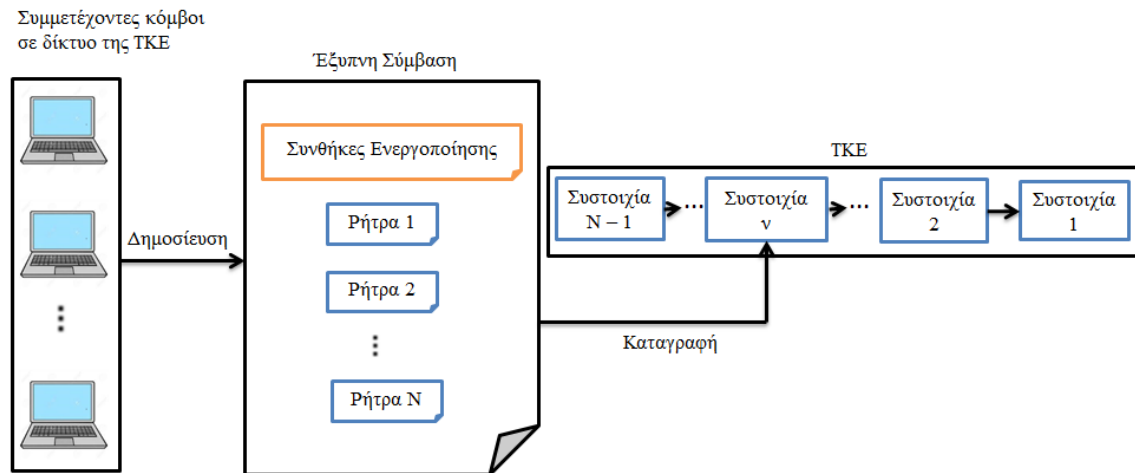 Συμμετέχοντες κόμβοι
σε δίκτυο της ΤΚΕ
Έξυπνη Σύμβαση
Συνθήκες Ενεργοποίησης
Ρήτρα 1
Ρήτρα 2
⋮
Ρήτρα Ν
Δημοσίευση
Καταγραφή
ΤΚΕ
Συστοιχία
Ν – 1
...
Συστοιχία
ν
...
Συστοιχία
2
Συστοιχία
1